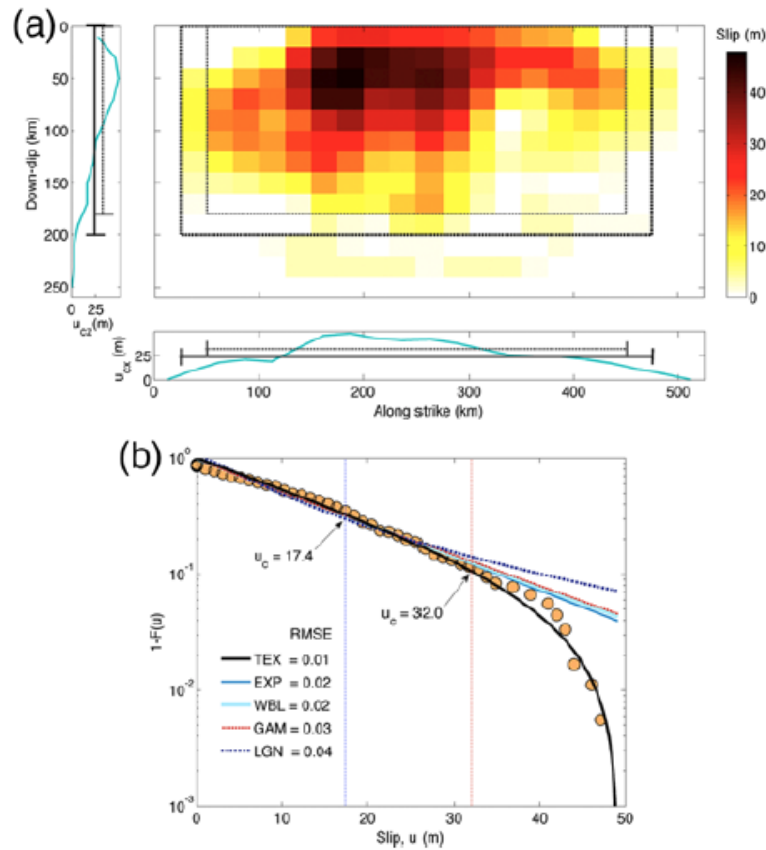 (a)
Slip (m)
0
50
100
150
200
250
Down-dip (km)
0 25
u_c2(m)
40
30
20
10
0
25
0
u_cx (m)
0 100 200 300 400 500
Along strike (km)
(b)
10^0
10^-1
10^-2
10^-3
1-F(u)
u_c = 17.4
u_c = 32.0
RMSE
TEX = 0.01
EXP = 0.02
WBL = 0.02
GAM = 0.03
LGN = 0.04
0 10 20 30 40 50
Slip, u (m)